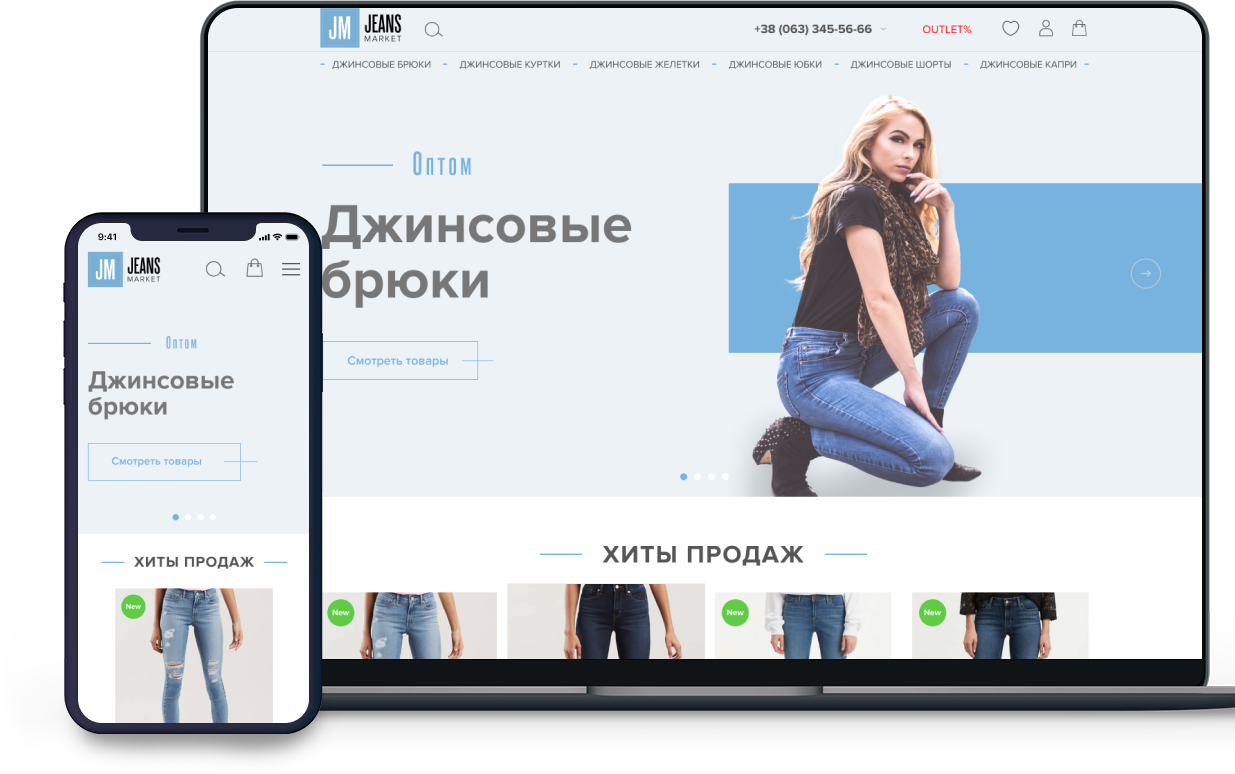 JM JEANS
MARKET
+38 (063) 345-56-66
OUTLET%
ДЖИНСОВЫЕ БРЮКИ
ДЖИНСОВЫЕ КУРТКИ
ДЖИНСОВЫЕ ЖЕЛЕТКИ
ДЖИНСОВЫЕ ЮБКИ
ДЖИНСОВЫЕ ШОРТЫ
ДЖИНСОВЫЕ КАПРИ
Оптом
Джинсовые
брюки
Смотреть товары
ХИТЫ ПРОДАЖ
New
New
New
9:41
JM JEANS
MARKET
Оптом
Джинсовые
брюки
Смотреть товары
ХИТЫ ПРОДАЖ
New